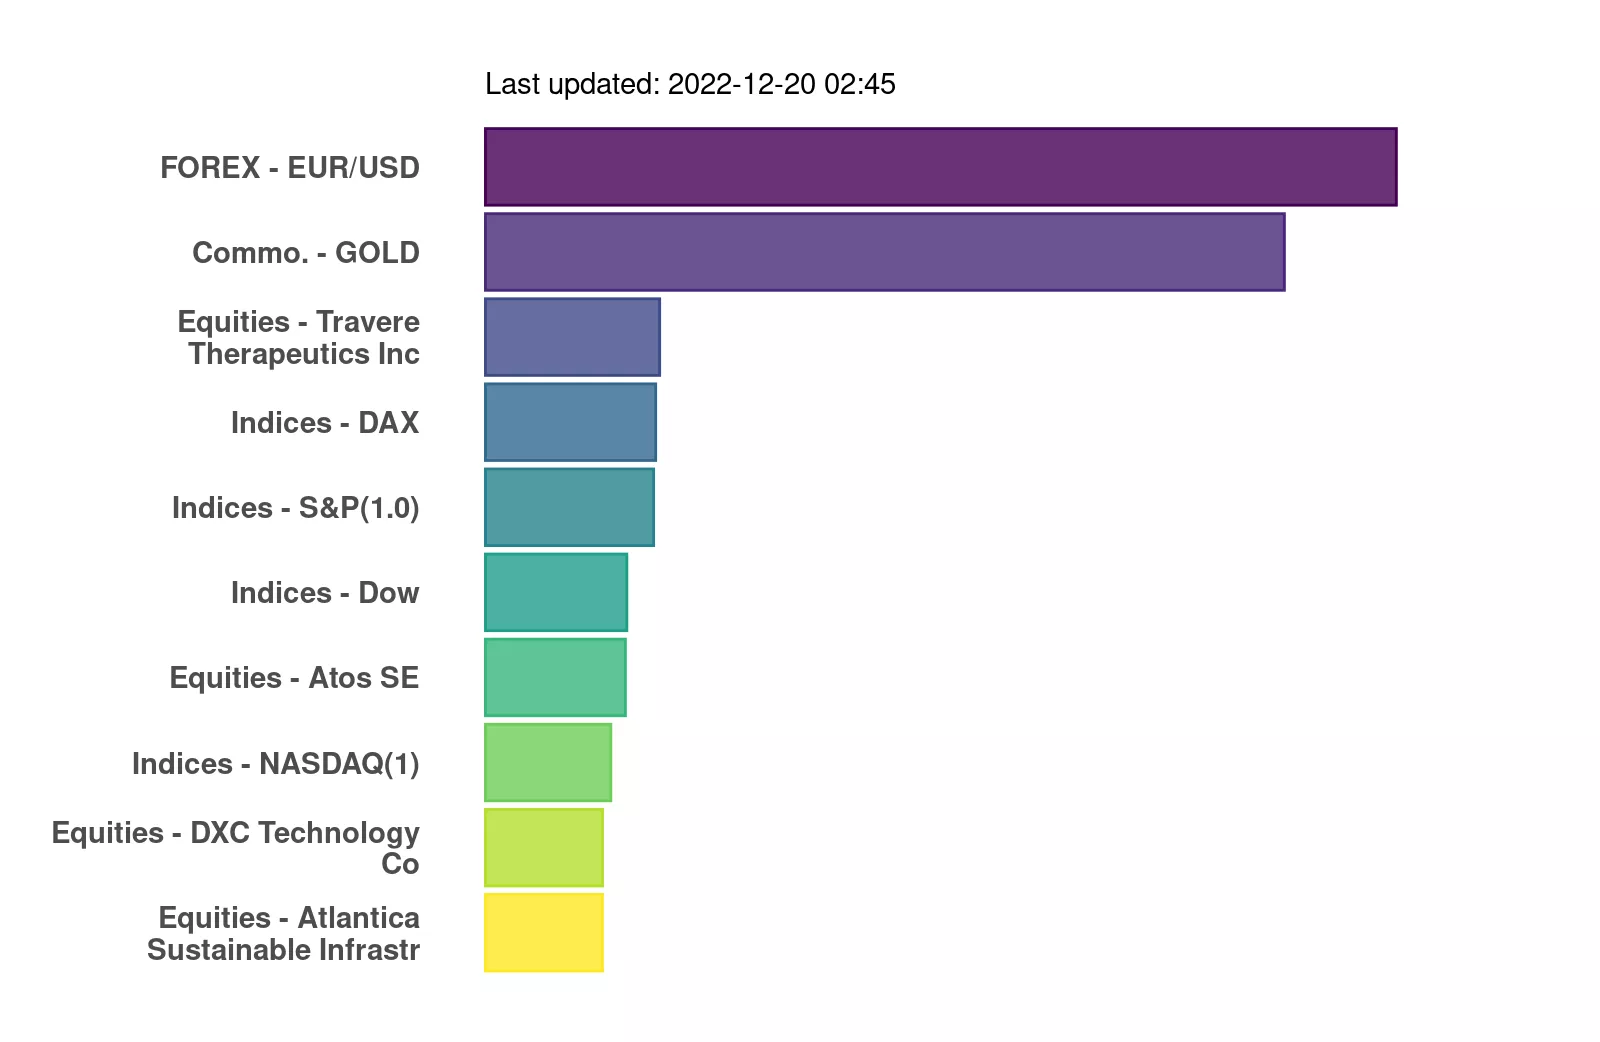 Last updated: 2022-12-20 02:45
FOREX - EUR/USD
Commo. - GOLD
Equities - Travere
Therapeutics Inc
Indices - DAX
Indices - S&P(1.0)
Indices - Dow
Equities - Atos SE
Indices - NASDAQ(1)
Equities - DXC Technology
Co
Equities - Atlantica
Sustainable Infrastr